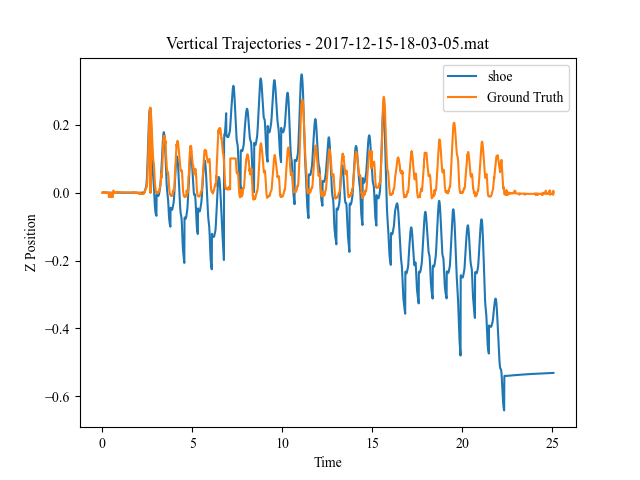 Vertical Trajectories - 2017-12-15-18-03-05.mat
shoe
Ground Truth
Z Position
0.2
0.0
−0.2
−0.4
−0.6
0 5 10 15 20 25
Time